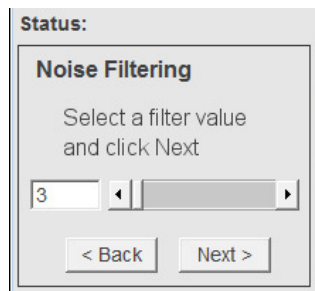 Status:
Noise Filtering
Select a filter value
and click Next
3
< Back Next >